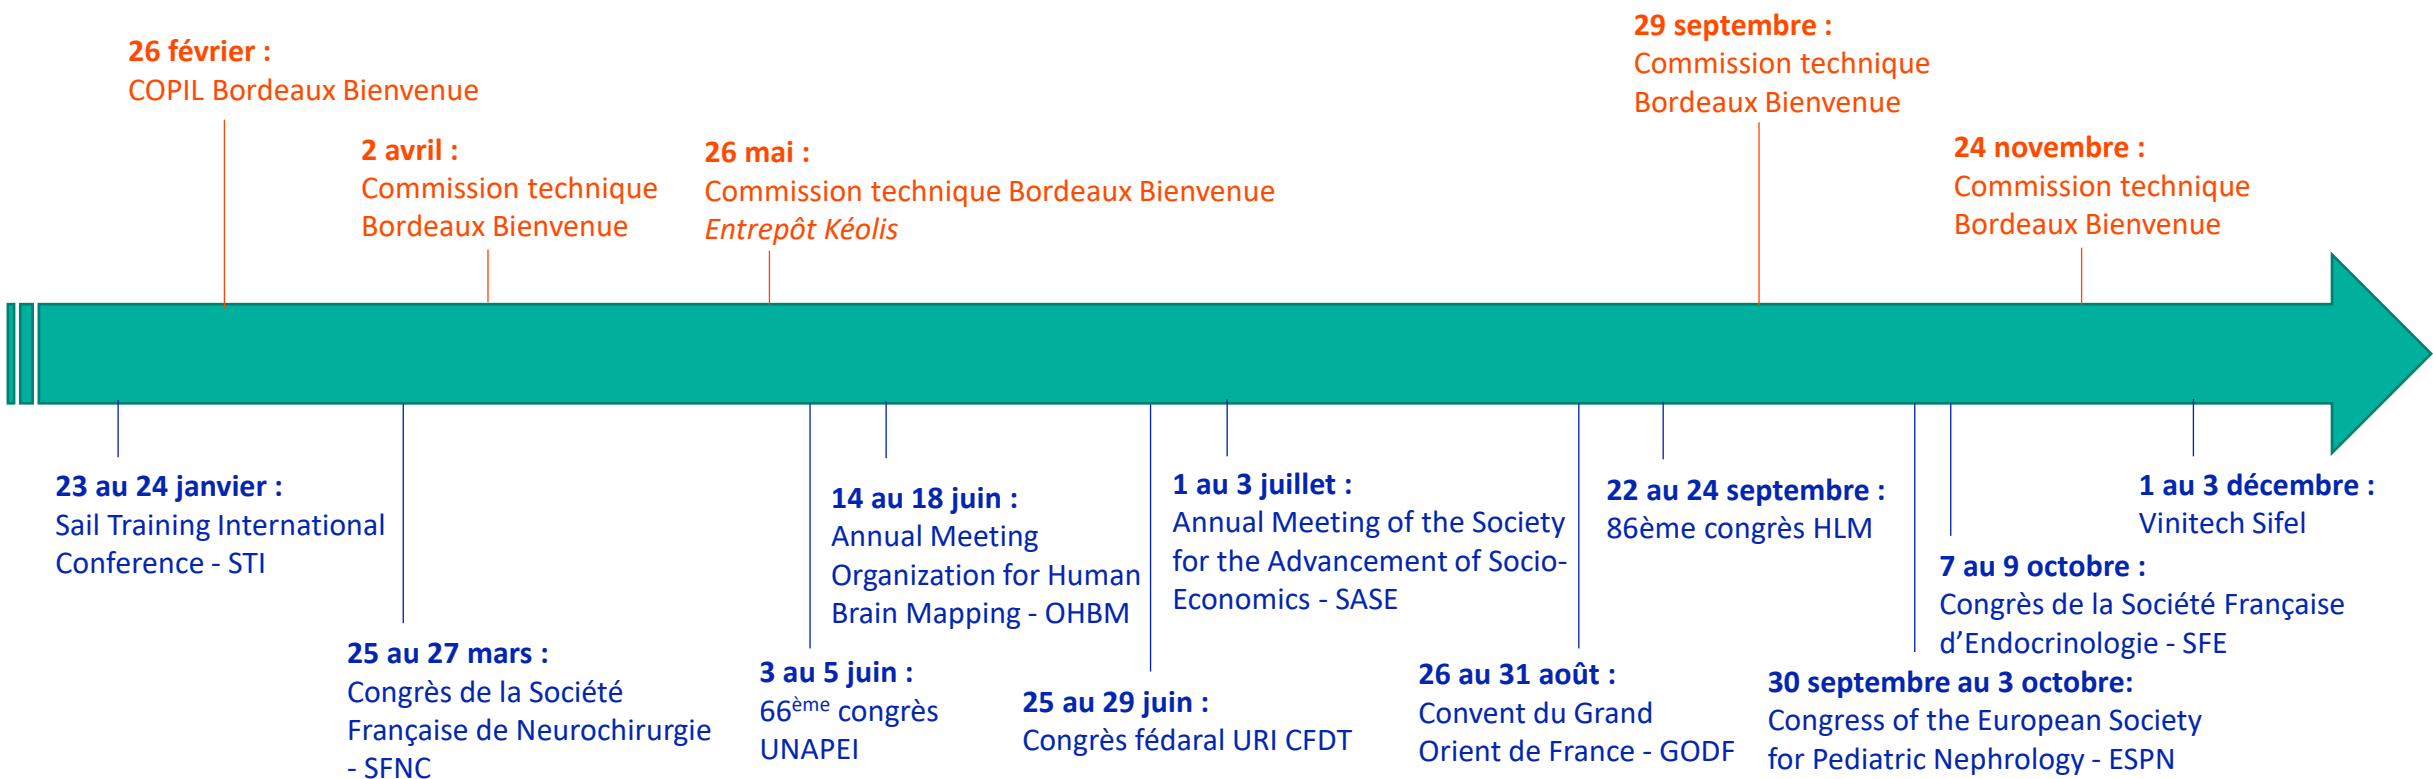 26 février :
COPIL Bordeaux Bienvenue
2 avril :
Commission technique
Bordeaux Bienvenue
26 mai :
Commission technique Bordeaux Bienvenue
Entrepôt Kéolis
29 septembre :
Commission technique
Bordeaux Bienvenue
24 novembre :
Commission technique
Bordeaux Bienvenue
23 au 24 janvier :
Sail Training International
Conference - STI
25 au 27 mars :
Congrès de la Société
Française de Neurochirurgie
- SFNC
3 au 5 juin :
66ème congrès
UNAPEI
14 au 18 juin :
Annual Meeting
Organization for Human
Brain Mapping - OHBM
25 au 29 juin :
Congrès fédaral URI CFDT
1 au 3 juillet :
Annual Meeting of the Society
for the Advancement of Socio-
Economics - SASE
26 au 31 août :
Convent du Grand
Orient de France - GODF
22 au 24 septembre :
86ème congrès HLM
30 septembre au 3 octobre:
Congress of the European Society
for Pediatric Nephrology - ESPN
7 au 9 octobre :
Congrès de la Société Française
d’Endocrinologie - SFE
1 au 3 décembre :
Vinitech Sifel